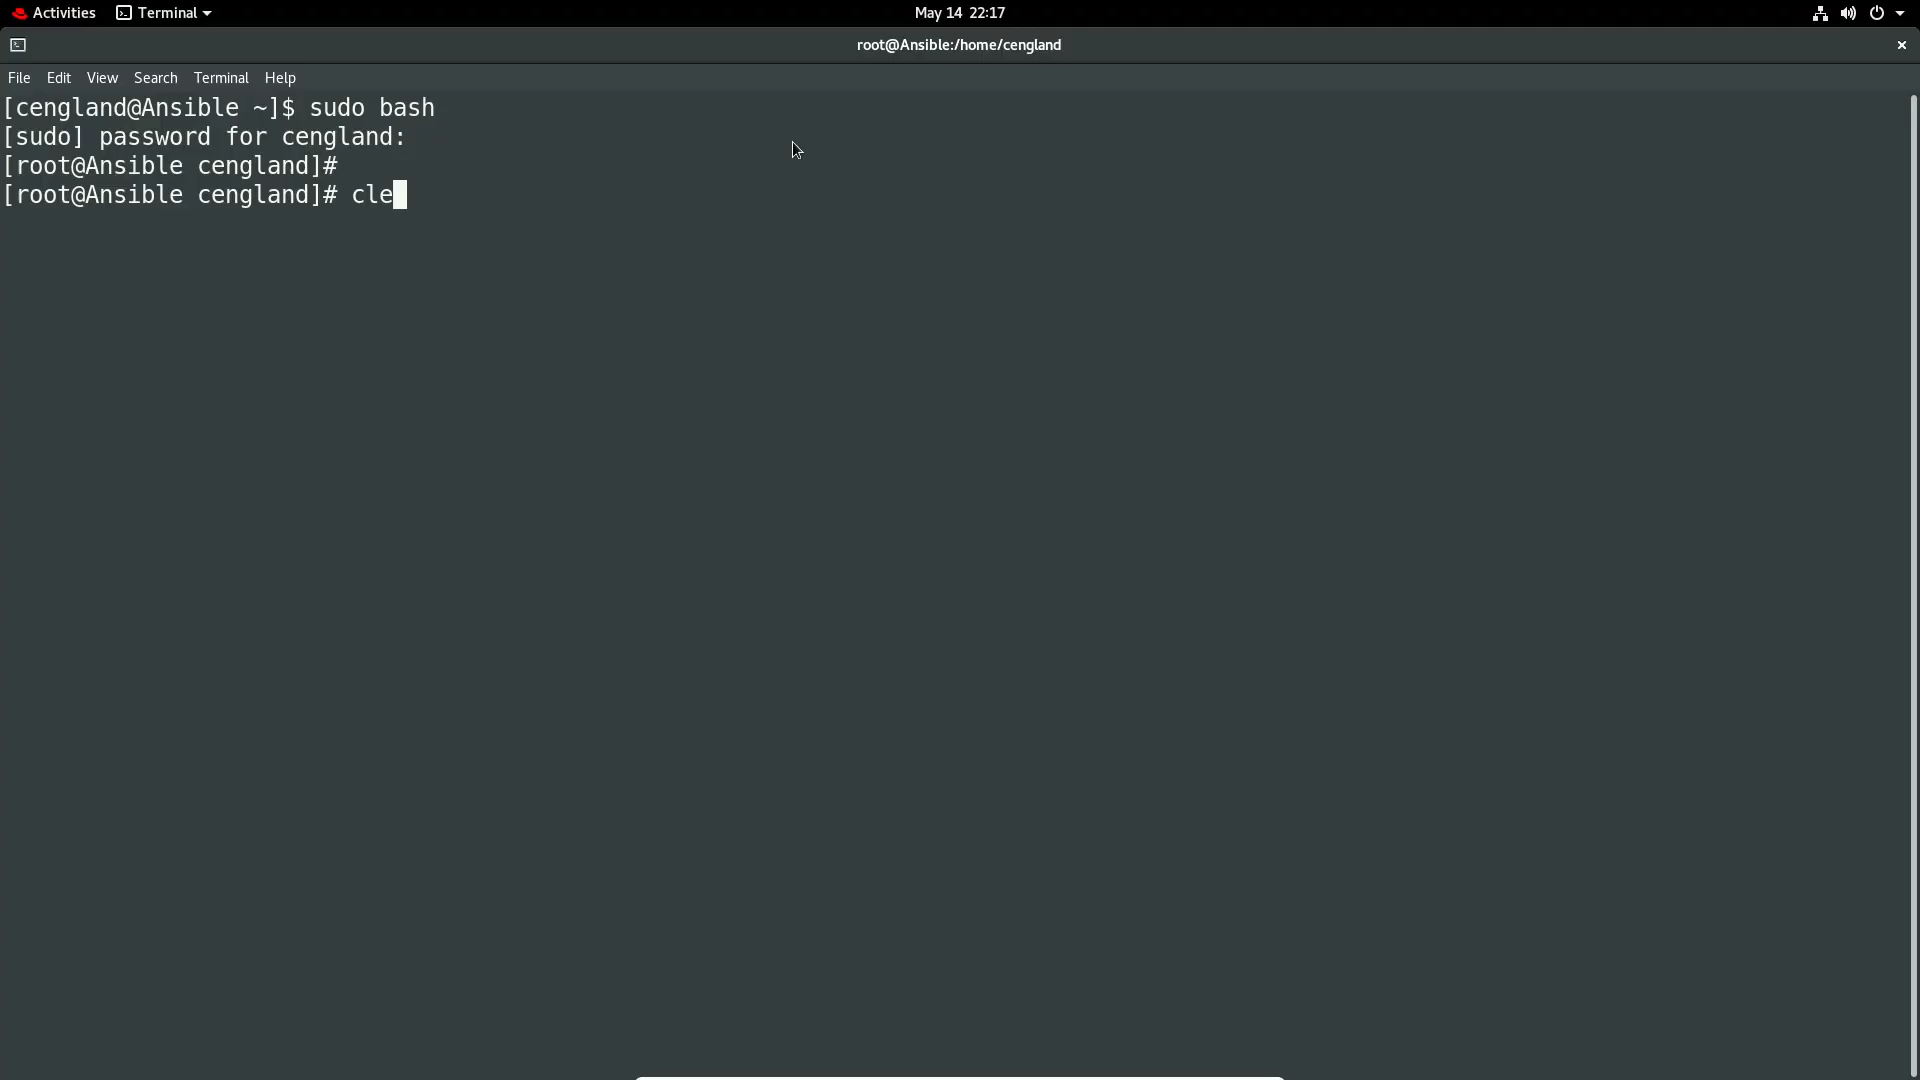 Activities Terminal May 14 22:17
root@Ansible:/home/cengland
File Edit View Search Terminal Help
[cengland@Ansible ~]$ sudo bash
[sudo] password for cengland:
[root@Ansible cengland]#
[root@Ansible cengland]# cle